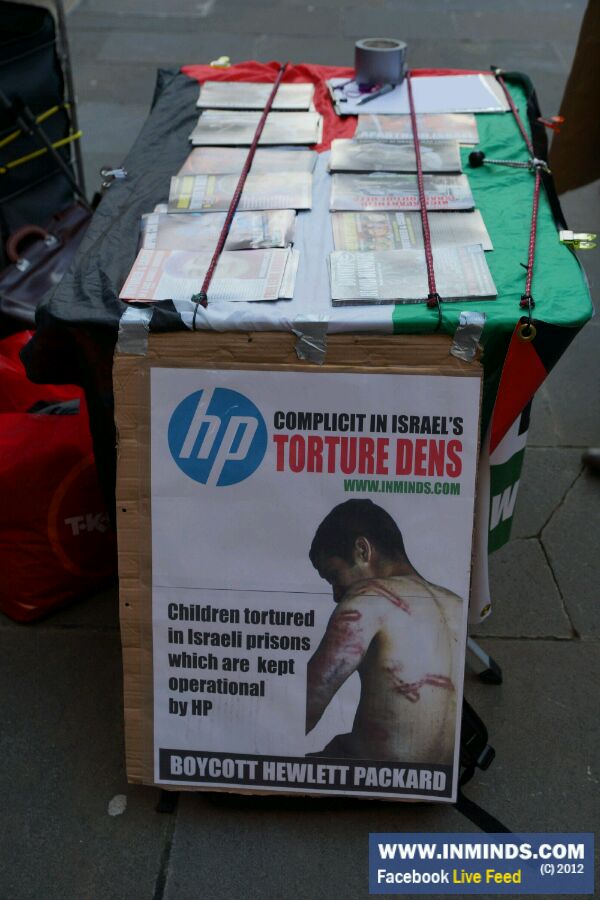 hp
COMPLICIT IN ISRAEL'S
TORTURE DENS
WWW.INMINDS.COM
Children tortured
in Israeli prisons
which are kept
operational
by HP
BOYCOTT HEWLETT PACKARD
WWW.INMINDS.COM
Facebook Live Feed (C) 2012